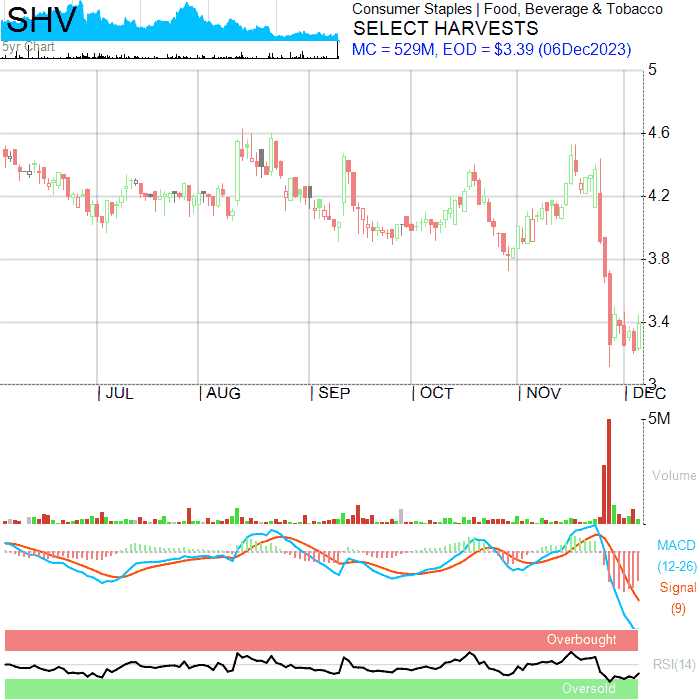 SHV
5yr Chart
Consumer Staples | Food, Beverage & Tobacco
SELECT HARVESTS
MC = 529M, EOD = $3.39 (06Dec2023)
5
4.6
4.2
3.8
3.4
3
| JUL | AUG | SEP | OCT | NOV | DEC
5M
Volume
MACD
(12-26)
Signal
(9)
Overbought
RSI(14)
Oversold